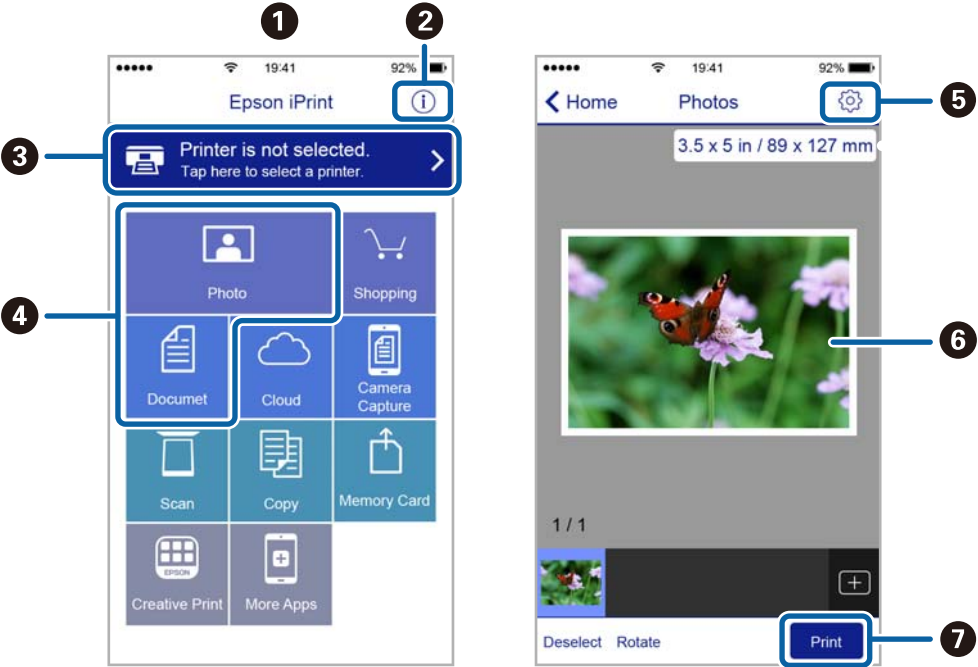 1
2
19:41
92%
Epson iPrint
3
Printer is not selected.
Tap here to select a printer.
4
Photo
Shopping
Documet
Cloud
Camera
Capture
Scan
Copy
Memory Card
EPSON
Creative Print
More Apps
19:41
92%
Home
Photos
5
3.5 x 5 in / 89 x 127 mm
6
1 / 1
Deselect
Rotate
Print
7